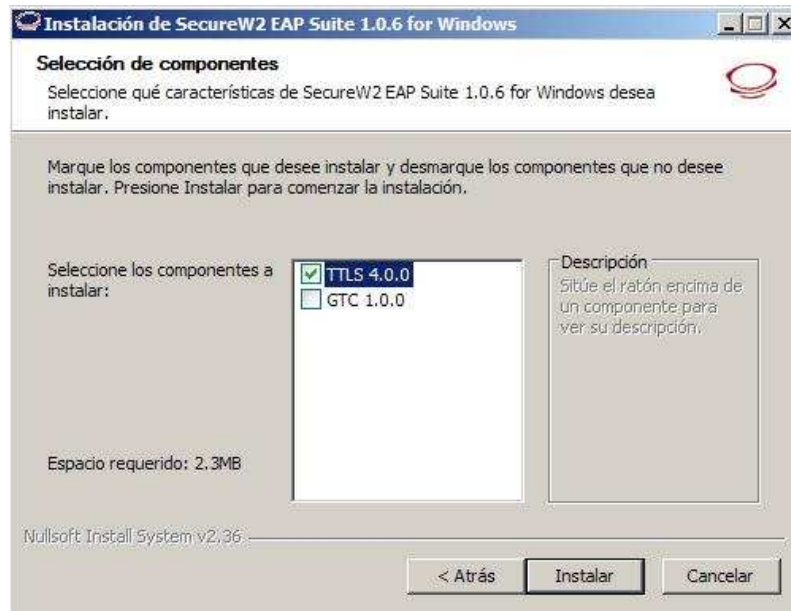 Instalación de SecureW2 EAP Suite 1.0.6 for Windows
Selección de componentes
Seleccione qué características de SecureW2 EAP Suite 1.0.6 for Windows desea
instalar.
Marque los componentes que desee instalar y desmarque los componentes que no desee
instalar. Presione Instalar para comenzar la instalación.
Seleccione los componentes a
instalar:
TTLS 4.0.0
GTC 1.0.0
Descripción
Sitúe el ratón encima de
un componente para
ver su descripción.
Espacio requerido: 2.3MB
Nullsoft Install System v2.36
< Atrás
Instalar
Cancelar